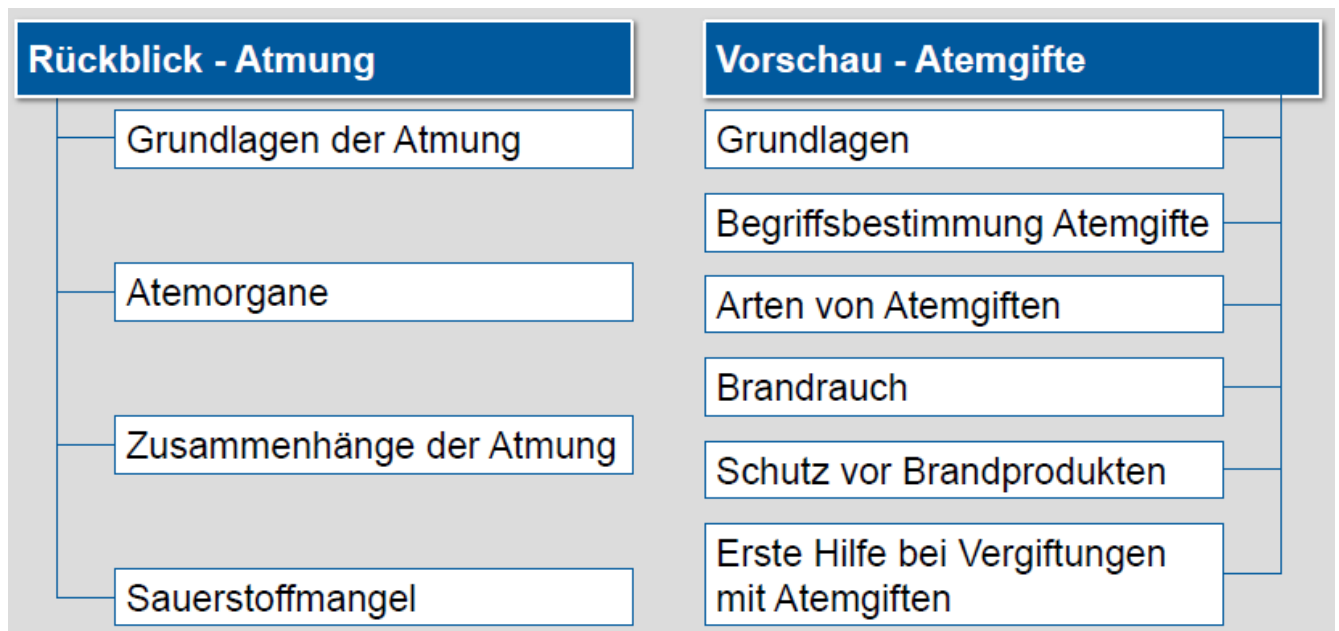 Rückblick - Atmung
Grundlagen der Atmung
Atemorgane
Zusammenhänge der Atmung
Sauerstoffmangel
Vorschau - Atemgifte
Grundlagen
Begriffsbestimmung Atemgifte
Arten von Atemgiften
Brandrauch
Schutz vor Brandprodukten
Erste Hilfe bei Vergiftungen
mit Atemgiften